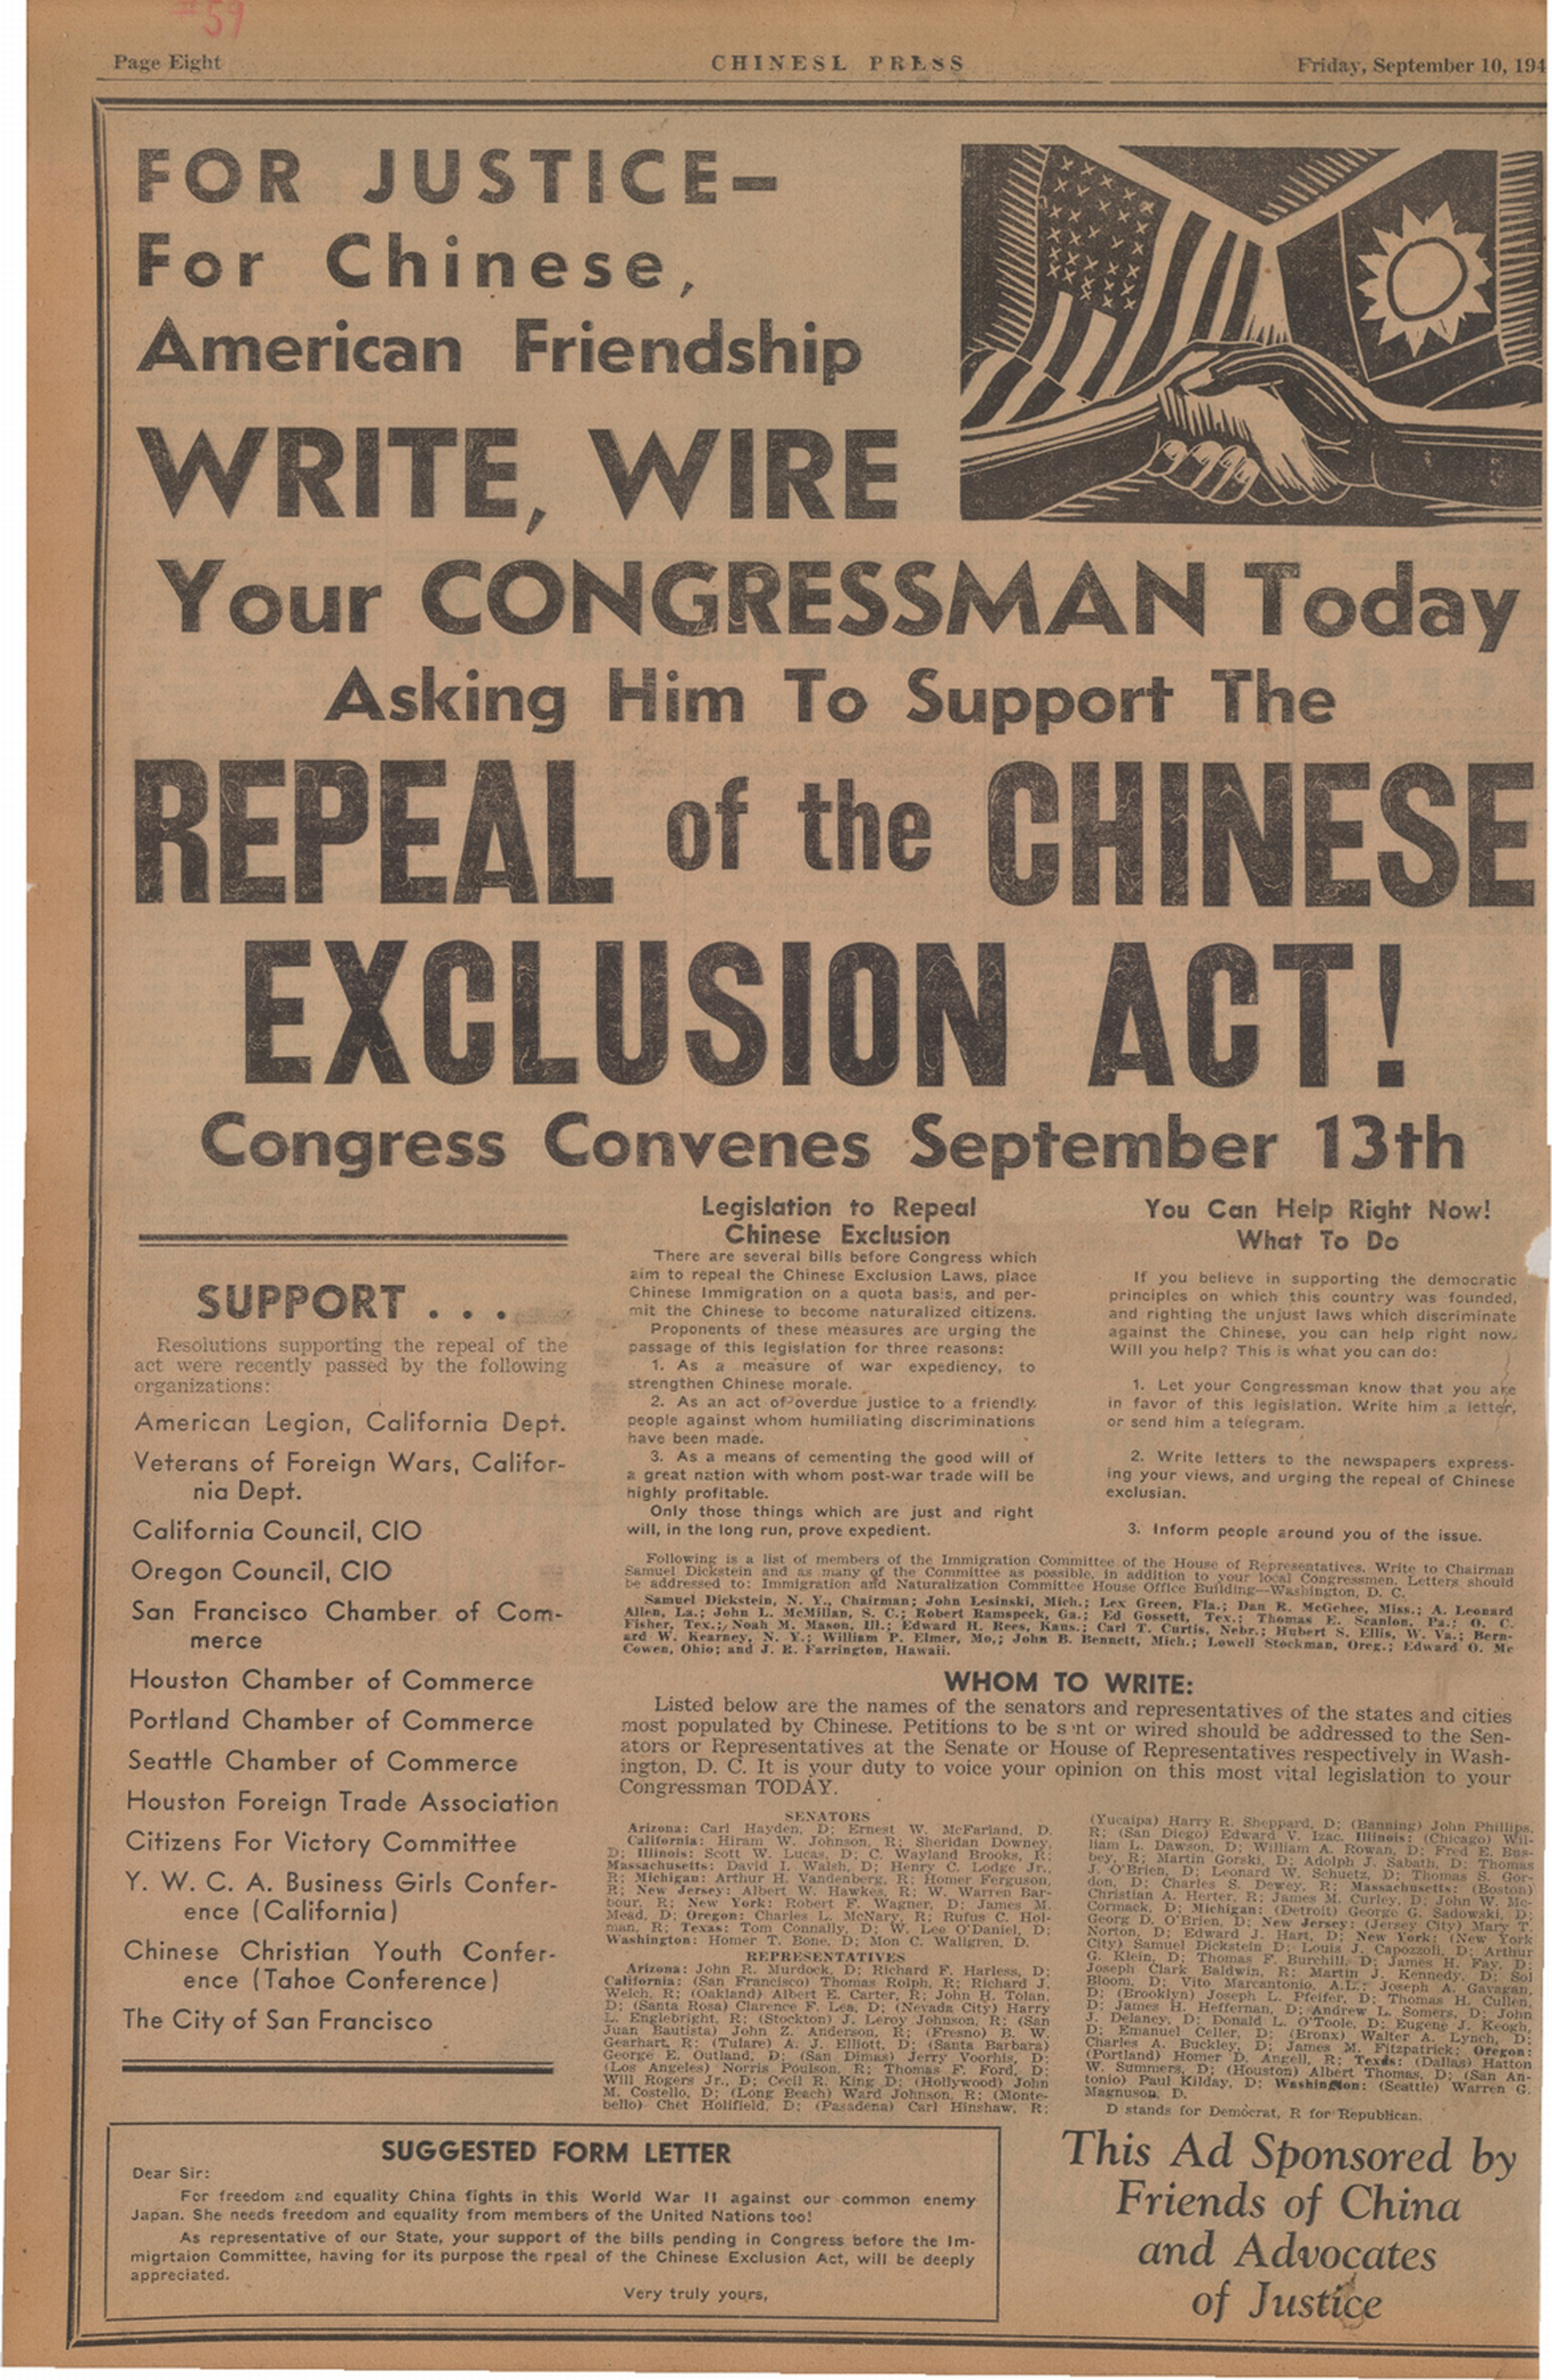 #59
Page Eight
CHINESE PRESS
Friday, September 10, 194
FOR JUSTICE—
For Chinese,
American Friendship
WRITE, WIRE
Your CONGRESSMAN Today
Asking Him To Support The
REPEAL of the CHINESE
EXCLUSION ACT!
Congress Convenes September 13th
SUPPORT . . .
Resolutions supporting the repeal of the
act were recently passed by the following
organizations:
American Legion, California Dept.
Veterans of Foreign Wars, Califor-
nia Dept.
California Council, CIO
Oregon Council, CIO
San Francisco Chamber of Com-
merce
Houston Chamber of Commerce
Portland Chamber of Commerce
Seattle Chamber of Commerce
Houston Foreign Trade Association
Citizens For Victory Committee
Y. W. C. A. Business Girls Confer-
ence (California)
Chinese Christian Youth Confer-
ence (Tahoe Conference)
The City of San Francisco
Legislation to Repeal
Chinese Exclusion
There are several bills before Congress which
aim to repeal the Chinese Exclusion Laws, place
Chinese Immigration on a quota basis, and per-
mit the Chinese to become naturalized citizens.
Proponents of these measures are urging the
passage of this legislation for three reasons:
1. As a measure of war expediency, to
strengthen Chinese morale.
2. As an act of overdue justice to a friendly
people against whom humiliating discriminations
have been made.
3. As a means of cementing the good will of
a great nation with whom post-war trade will be
highly profitable.
Only those things which are just and right
will, in the long run, prove expedient.
You Can Help Right Now!
What To Do
If you believe in supporting the democratic
principles on which this country was founded,
and righting the unjust laws which discriminate
against the Chinese, you can help right now.
Will you help? This is what you can do:
1. Let your Congressman know that you are
in favor of this legislation. Write him a letter,
or send him a telegram.
2. Write letters to the newspapers express-
ing your views, and urging the repeal of Chinese
exclusian.
3. Inform people around you of the issue.
Following is a list of members of the Immigration Committee of the House of Representatives. Write to Chairman
Samuel Dickstein and as many of the Committee as possible, in addition to your local Congressmen. Letters should
be addressed to: Immigration and Naturalization Committee House Office Building—Washington, D. C.
Samuel Dickstein, N. Y., Chairman; John Lesinski, Mich.; Lex Green, Fla.; Dan R. McGehee, Miss.; A. Leonard
Allen, La.; John L. McMillan, S. C.; Robert Ramspeck, Ga.; Ed Gossett, Tex.; Thomas E. Scanlon, Pa.; O. C.
Fisher, Tex.; Noah M. Mason, Ill.; Edward H. Rees, Kans.; Carl T. Curtis, Nebr.; Hubert S. Ellis, W. Va.; Bern-
ard W. Kearney, N. Y.; William P. Elmer, Mo.; John B. Bennett, Mich.; Lowell Stockman, Oreg.; Edward O. Mc
Cowen, Ohio; and J. R. Farrington, Hawaii.
WHOM TO WRITE:
Listed below are the names of the senators and representatives of the states and cities
most populated by Chinese. Petitions to be s nt or wired should be addressed to the Sen-
ators or Representatives at the Senate or House of Representatives respectively in Wash-
ington, D. C. It is your duty to voice your opinion on this most vital legislation to your
Congressman TODAY.
SENATORS
Arizona: Carl Hayden, D; Ernest W. McFarland, D.
California: Hiram W. Johnson, R; Sheridan Downey,
D; Illinois: Scott W. Lucas, D; C. Wayland Brooks, R;
Massachusetts: David I. Walsh, D; Henry C. Lodge Jr.,
R; Michigan: Arthur H. Vandenberg, R; Homer Ferguson,
R; New Jersey: Albert W. Hawkes, R; W. Warren Bar-
bour, R; New York: Robert F. Wagner, D; James M.
Mead, D; Oregon: Charles L. McNary, R; Rufus C. Hol-
man, R; Texas: Tom Connally, D; W. Lee O'Daniel, D;
Washington: Homer T. Bone, D; Mon C. Wallgren, D.
REPRESENTATIVES
Arizona: John R. Murdock, D; Richard F. Harless, D;
California: (San Francisco) Thomas Rolph, R; Richard J.
Welch, R; (Oakland) Albert E. Carter, R; John H. Tolan,
D; (Santa Rosa) Clarence F. Lea, D; (Nevada City) Harry
L. Englebright, R; (Stockton) J. Leroy Johnson, R; (San
Juan Bautista) John Z. Anderson, R; (Fresno) B. W.
Gearhart, R; (Tulare) A. J. Elliott, D; (Santa Barbara)
George E. Outland, D; (San Dimas) Jerry Voorhis, D;
(Los Angeles) Norris Poulson, R; Thomas F. Ford, D;
Will Rogers Jr., D; Cecil R. King D; (Hollywood) John
M. Costello, D; (Long Beach) Ward Johnson, R; (Monte-
bello) Chet Holifield, D; (Pasadena) Carl Hinshaw, R;
(Yucaipa) Harry R. Sheppard, D; (Banning) John Phillips,
R; (San Diego) Edward V. Izac. Illinois: (Chicago) Wil-
liam L. Dawson, D; William A. Rowan, D; Fred E. Bus-
bey, R; Martin Gorski, D; Adolph J. Sabath, D; Thomas
J. O'Brien, D; Leonard W. Schuetz, D; Thomas S. Gor-
don, D; Charles S. Dewey, R; Massachusetts: (Boston)
Christian A. Herter, R; James M. Curley, D; John W. Mc-
Cormack, D; Michigan: (Detroit) George G. Sadowski, D;
Georg D. O'Brien, D; New Jersey: (Jersey City) Mary T.
Norton, D; Edward J. Hart, D; New York: (New York
City) Samuel Dickstein D; Louis J. Capozzoli, D; Arthur
G. Klein, D; Thomas F. Burchill, D; James H. Fay, D;
Joseph Clark Baldwin, R; Martin J. Kennedy, D; Sol
Bloom, D; Vito Marcantonio, A.L.; Joseph A. Gavagan,
D; (Brooklyn) Joseph L. Pfeifer, D; Thomas H. Cullen,
D; James H. Heffernan, D; Andrew L. Somers, D; John
J. Delaney, D; Donald L. O'Toole, D; Eugene J. Keogh,
D; Emanuel Celler, D; (Bronx) Walter A. Lynch, D;
Charles A. Buckley, D; James M. Fitzpatrick; Oregon:
(Portland) Homer D. Angell, R; Texas: (Dallas) Hatton
W. Summers, D; (Houston) Albert Thomas, D; (San An-
tonio) Paul Kilday, D; Washington: (Seattle) Warren G.
Magnuson, D.
D stands for Democrat, R for Republican.
SUGGESTED FORM LETTER
Dear Sir:
For freedom and equality China fights in this World War II against our common enemy
Japan. She needs freedom and equality from members of the United Nations too!
As representative of our State, your support of the bills pending in Congress before the Im-
migrtaion Committee, having for its purpose the rpeal of the Chinese Exclusion Act, will be deeply
appreciated.
Very truly yours,
This Ad Sponsored by
Friends of China
and Advocates
of Justice